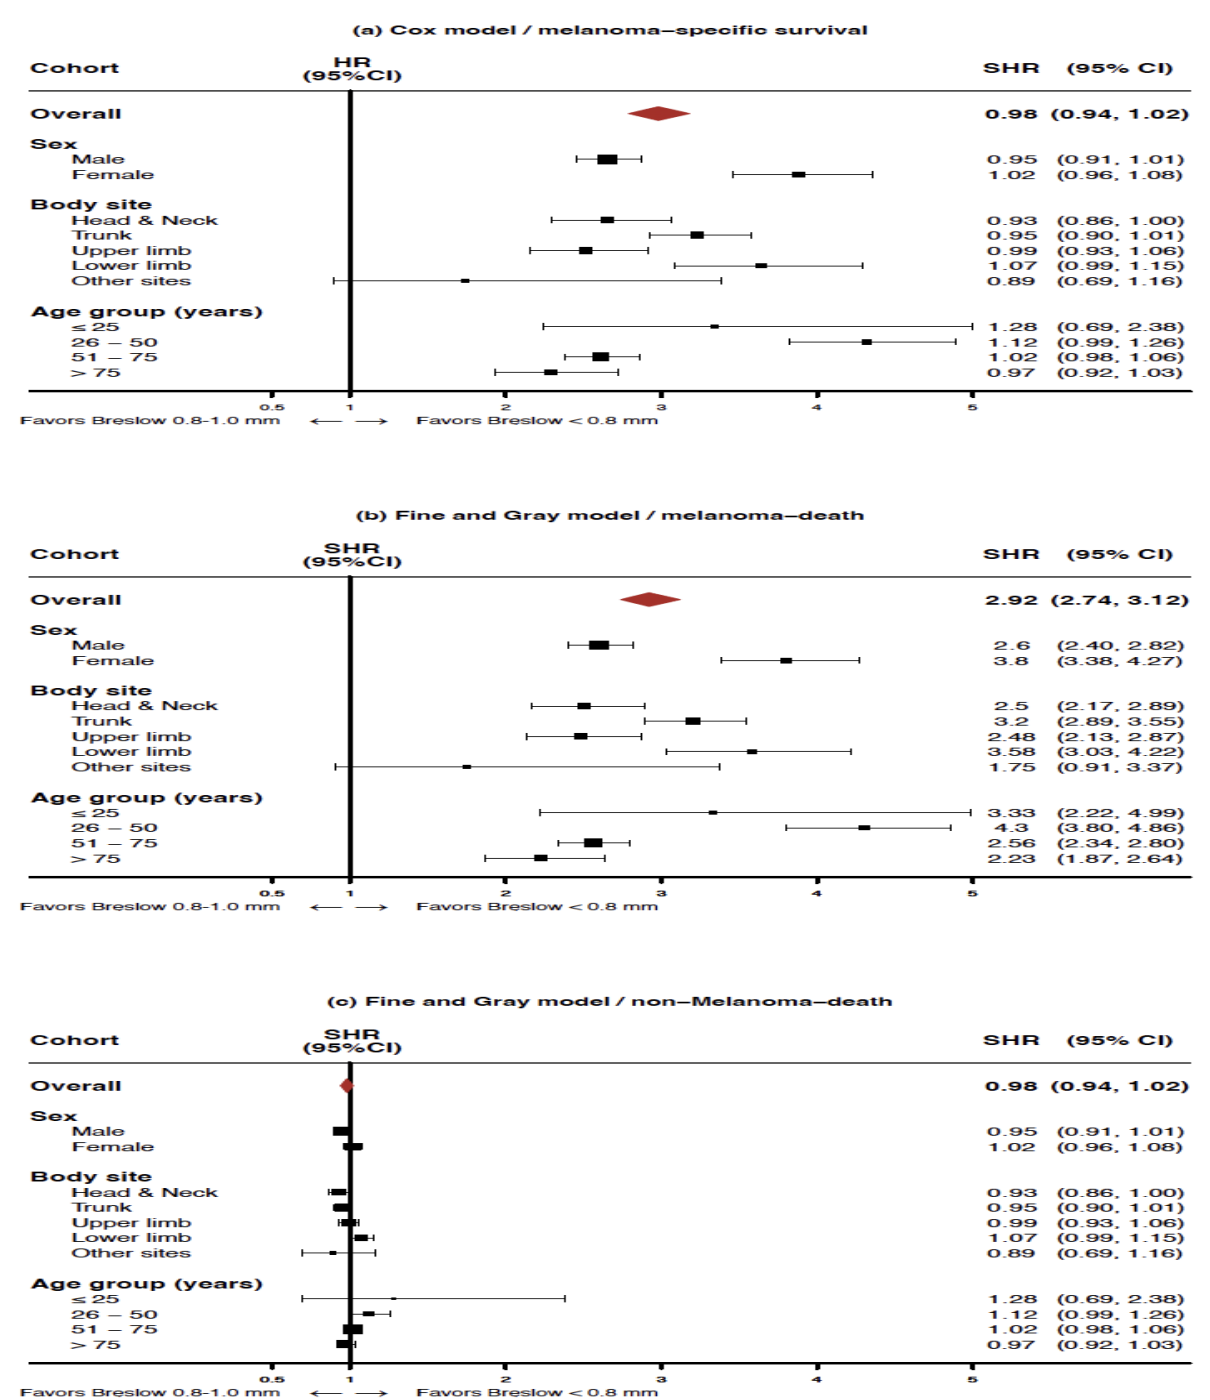 (a) Cox model / melanoma−specific survival
Cohort HR (95%CI) SHR (95% CI)
Overall 0.98 (0.94, 1.02)
Sex
Male 0.95 (0.91, 1.01)
Female 1.02 (0.96, 1.08)
Body site
Head & Neck 0.93 (0.86, 1.00)
Trunk 0.95 (0.90, 1.01)
Upper limb 0.99 (0.93, 1.06)
Lower limb 1.07 (0.99, 1.15)
Other sites 0.89 (0.69, 1.16)
Age group (years)
≤ 25 1.28 (0.69, 2.38)
26 − 50 1.12 (0.99, 1.26)
51 − 75 1.02 (0.98, 1.06)
> 75 0.97 (0.92, 1.03)
0.5 1 2 3 4 5
Favors Breslow 0.8-1.0 mm ← → Favors Breslow < 0.8 mm
(b) Fine and Gray model / melanoma−death
Cohort SHR (95%CI) SHR (95% CI)
Overall 2.92 (2.74, 3.12)
Sex
Male 2.6 (2.40, 2.82)
Female 3.8 (3.38, 4.27)
Body site
Head & Neck 2.5 (2.17, 2.89)
Trunk 3.2 (2.89, 3.55)
Upper limb 2.48 (2.13, 2.87)
Lower limb 3.58 (3.03, 4.22)
Other sites 1.75 (0.91, 3.37)
Age group (years)
≤ 25 3.33 (2.22, 4.99)
26 − 50 4.3 (3.80, 4.86)
51 − 75 2.56 (2.34, 2.80)
> 75 2.23 (1.87, 2.64)
0.5 1 2 3 4 5
Favors Breslow 0.8-1.0 mm ← → Favors Breslow < 0.8 mm
(c) Fine and Gray model / non−Melanoma−death
Cohort SHR (95%CI) SHR (95% CI)
Overall 0.98 (0.94, 1.02)
Sex
Male 0.95 (0.91, 1.01)
Female 1.02 (0.96, 1.08)
Body site
Head & Neck 0.93 (0.86, 1.00)
Trunk 0.95 (0.90, 1.01)
Upper limb 0.99 (0.93, 1.06)
Lower limb 1.07 (0.99, 1.15)
Other sites 0.89 (0.69, 1.16)
Age group (years)
≤ 25 1.28 (0.69, 2.38)
26 − 50 1.12 (0.99, 1.26)
51 − 75 1.02 (0.98, 1.06)
> 75 0.97 (0.92, 1.03)
0.5 1 2 3 4 5
Favors Breslow 0.8-1.0 mm ← → Favors Breslow < 0.8 mm